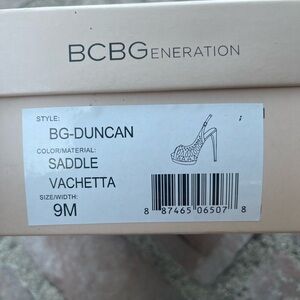 BCBGENERATION
STYLE:
BG-DUNCAN
COLOR/MATERIAL:
SADDLE
VACHETTA
SIZE/WIDTH:
9M
8 87465 06507 8